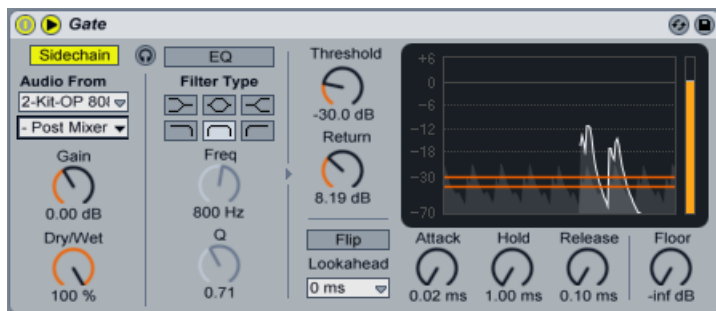 Gate
Sidechain
EQ
Audio From
2-Kit-OP 80
- Post Mixer
Gain
0.00 dB
Dry/Wet
100 %
Filter Type
Freq
800 Hz
Q
0.71
Threshold
-30.0 dB
Return
8.19 dB
Flip
Lookahead
0 ms
+6
0
-6
-12
-18
-30
-70
Attack
0.02 ms
Hold
1.00 ms
Release
0.10 ms
Floor
-inf dB